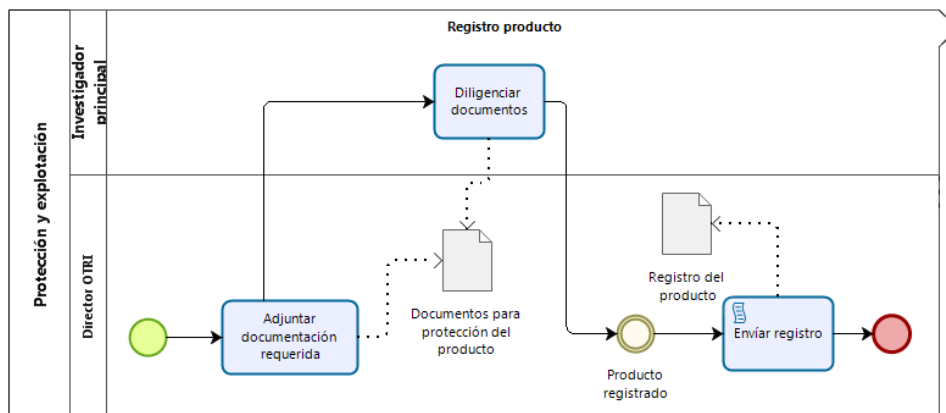 Protección y explotación
Registro producto
Investigador
principal
Diligenciar
documentos
Director OTRI
Adjuntar
documentación
requerida
Documentos para
protección del
producto
Producto
registrado
Registro del
producto
Envíar registro